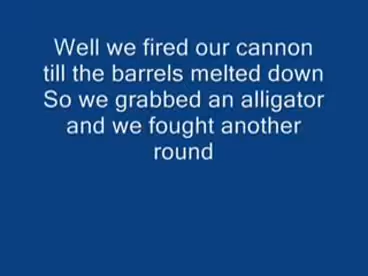 Well we fired our cannon
till the barrels melted down
So we grabbed an alligator
and we fought another
round